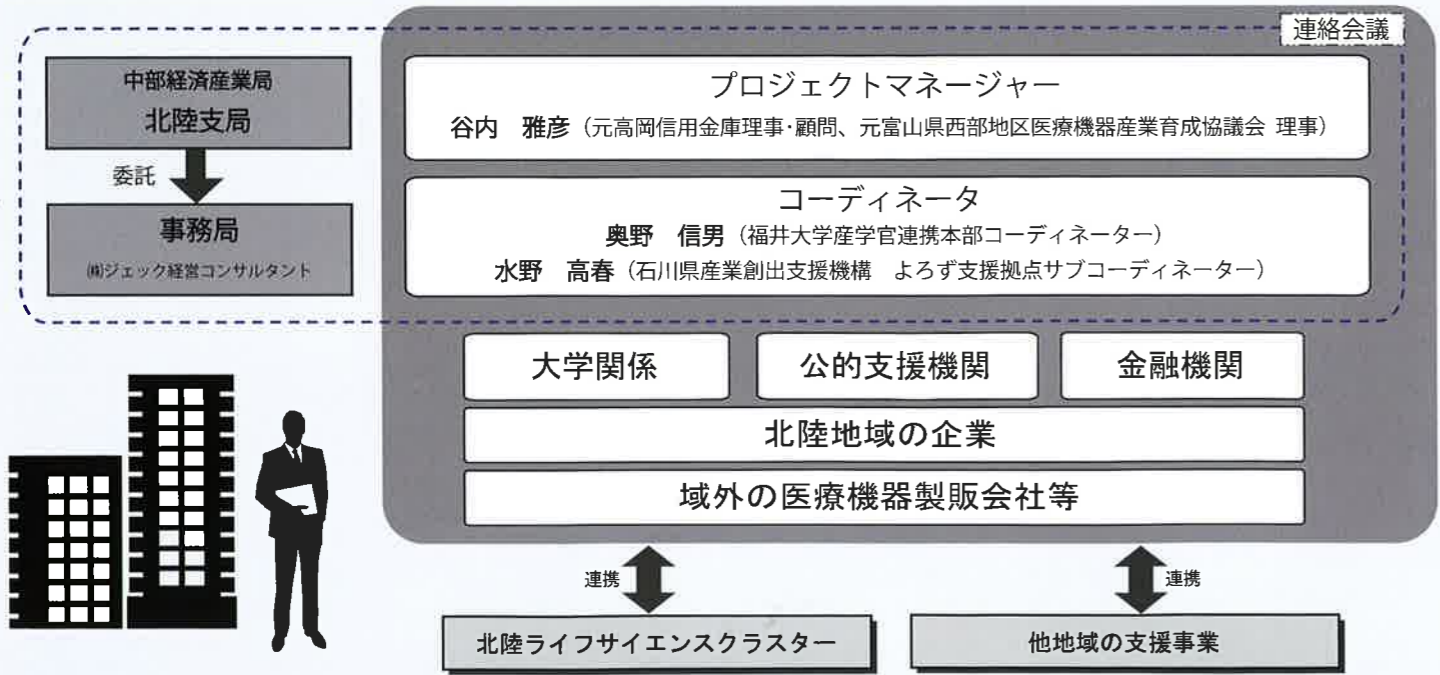 連絡会議
中部経済産業局
北陸支局
委託
事務局
㈱ジェック経営コンサルタント
プロジェクトマネージャー
谷内 雅彦（元高岡信用金庫理事・顧問、元富山県西部地区医療機器産業育成協議会 理事）
コーディネータ
奥野 信男（福井大学産学官連携本部コーディネーター）
水野 高春（石川県産業創出支援機構 よろず支援拠点サブコーディネーター）
大学関係
公的支援機関
金融機関
北陸地域の企業
域外の医療機器製販会社等
連携
連携
北陸ライフサイエンスクラスター
他地域の支援事業